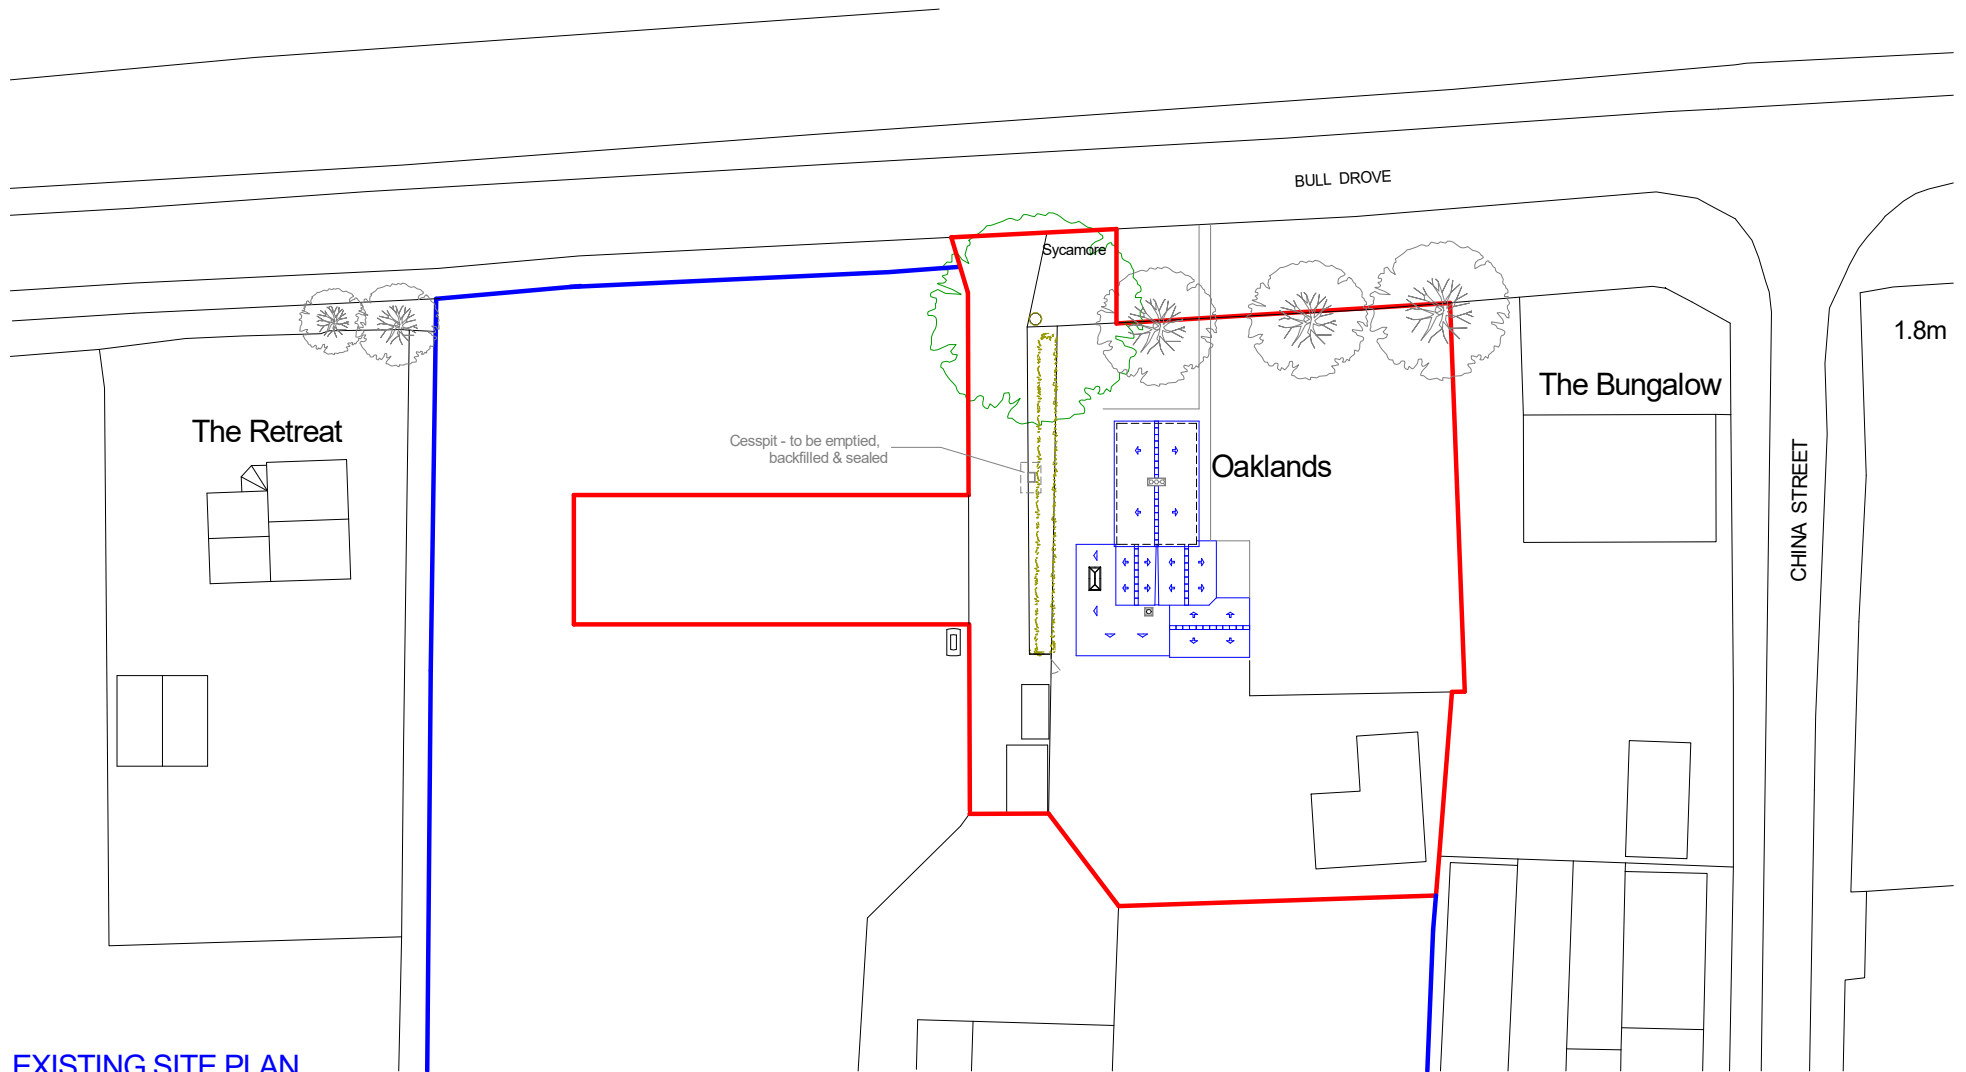 BULL DROVE
Sycamore
1.8m
The Bungalow
The Retreat
Cesspit - to be emptied,
backfilled & sealed
Oaklands
CHINA STREET
EXISTING SITE PLAN